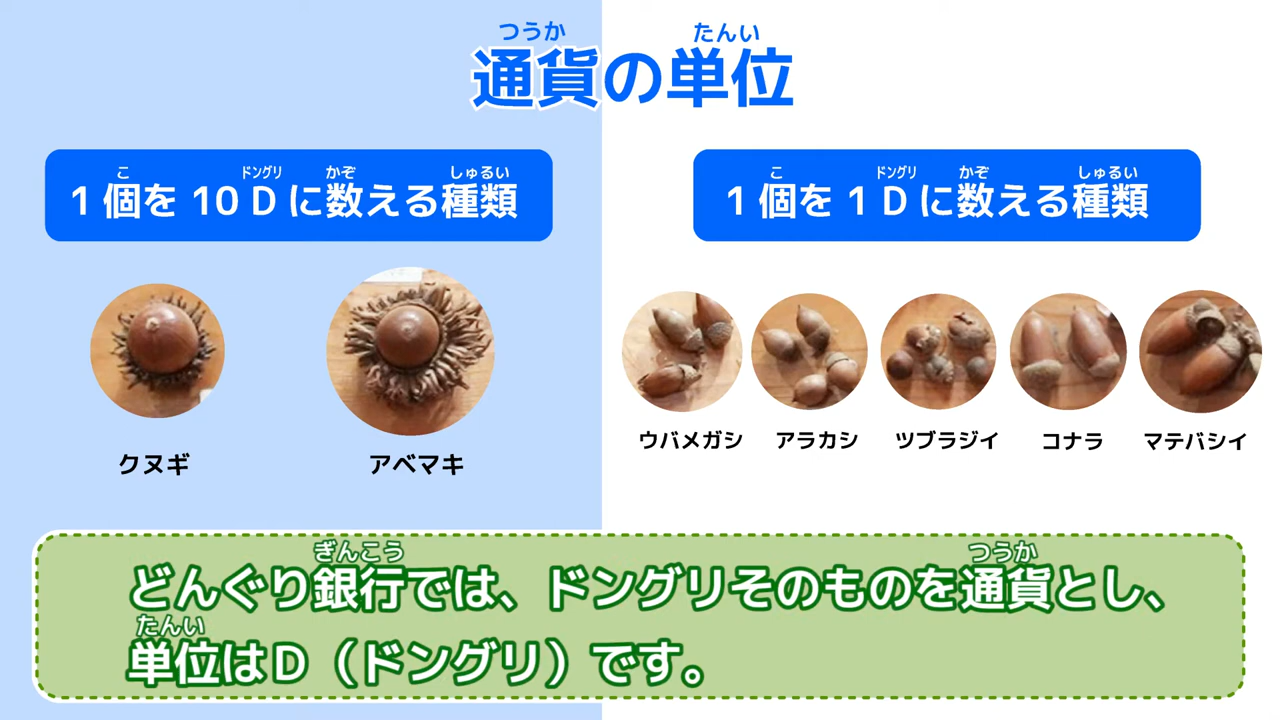 つうか たんい
通貨の単位
こ ドングリ かぞ しゅるい
1個を10Dに数える種類
こ ドングリ かぞ しゅるい
1個を1Dに数える種類
クヌギ
アベマキ
ウバメガシ
アラカシ
ツブラジイ
コナラ
マテバシイ
ぎんこう つうか
どんぐり銀行では、ドングリそのものを通貨とし、
たんい
単位はD（ドングリ）です。